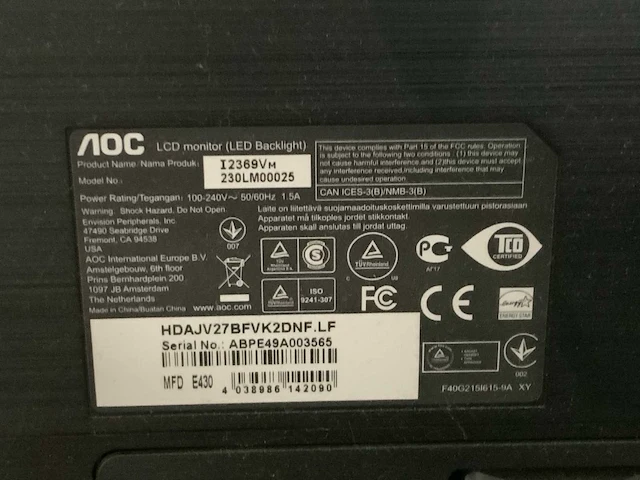 AOC LCD monitor (LED Backlight)
Product Name/Nama Produk: I2369VM
Model No.: 230LM00025
Power Rating/Tegangan: 100-240V~ 50/60Hz 1.5A
This device complies with Part 15 of the FCC rules. Operation
is subject to the following two conditions: (1) this device may
not cause harmful interference.and (2)this device must accept
any interference received,including interference that may
cause undesired operation.
CAN ICES-3(B)/NMB-3(B)
Warning. Shock Hazard. Do Not Open
Envision Peripherals, Inc.
47490 Seabridge Drive
Fremont, CA 94538
USA
AOC International Europe B.V.
Amstelgebouw, 6th floor
Prins Bernhardplein 200
1097 JB Amsterdam
The Netherlands
Made in China/Buatan China
007
www.aoc.com
Laite on liitettävä suojamaadoituskoskettimilla varustettuun pistorasiaan
Apparatet må tilkoples jordet stikkontakt.
Apparaten skall anslutas till jordat uttag.
S
ISO
9241-307
TÜVRheinland
C US
АГ17
TCO
CERTIFIED
FC
CE
HDAJV27BFVK2DNF.LF
Serial No.: ABPE49A003565
MFD E430
4 038986 142090
002
F40G215I615-9A XY